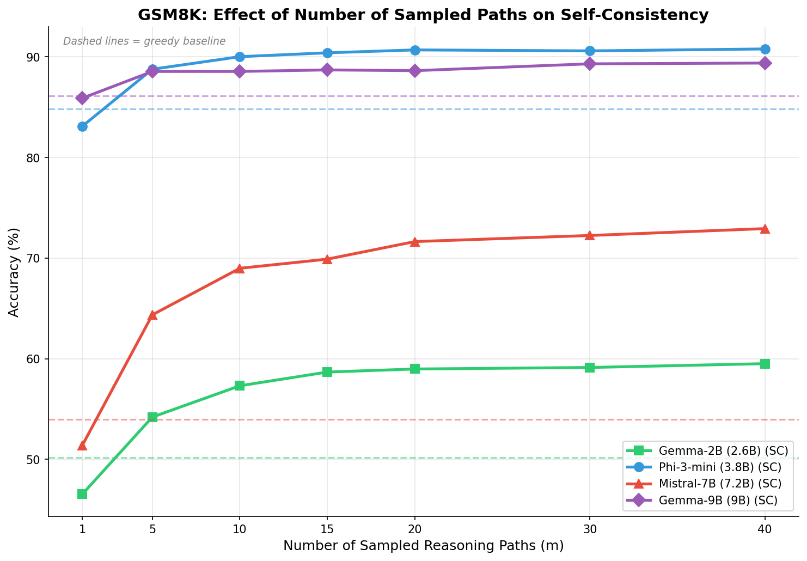 GSM8K: Effect of Number of Sampled Paths on Self-Consistency
Dashed lines = greedy baseline
Accuracy (%)
90
80
70
60
50
1 5 10 15 20 30 40
Number of Sampled Reasoning Paths (m)
Gemma-2B (2.6B) (SC)
Phi-3-mini (3.8B) (SC)
Mistral-7B (7.2B) (SC)
Gemma-9B (9B) (SC)